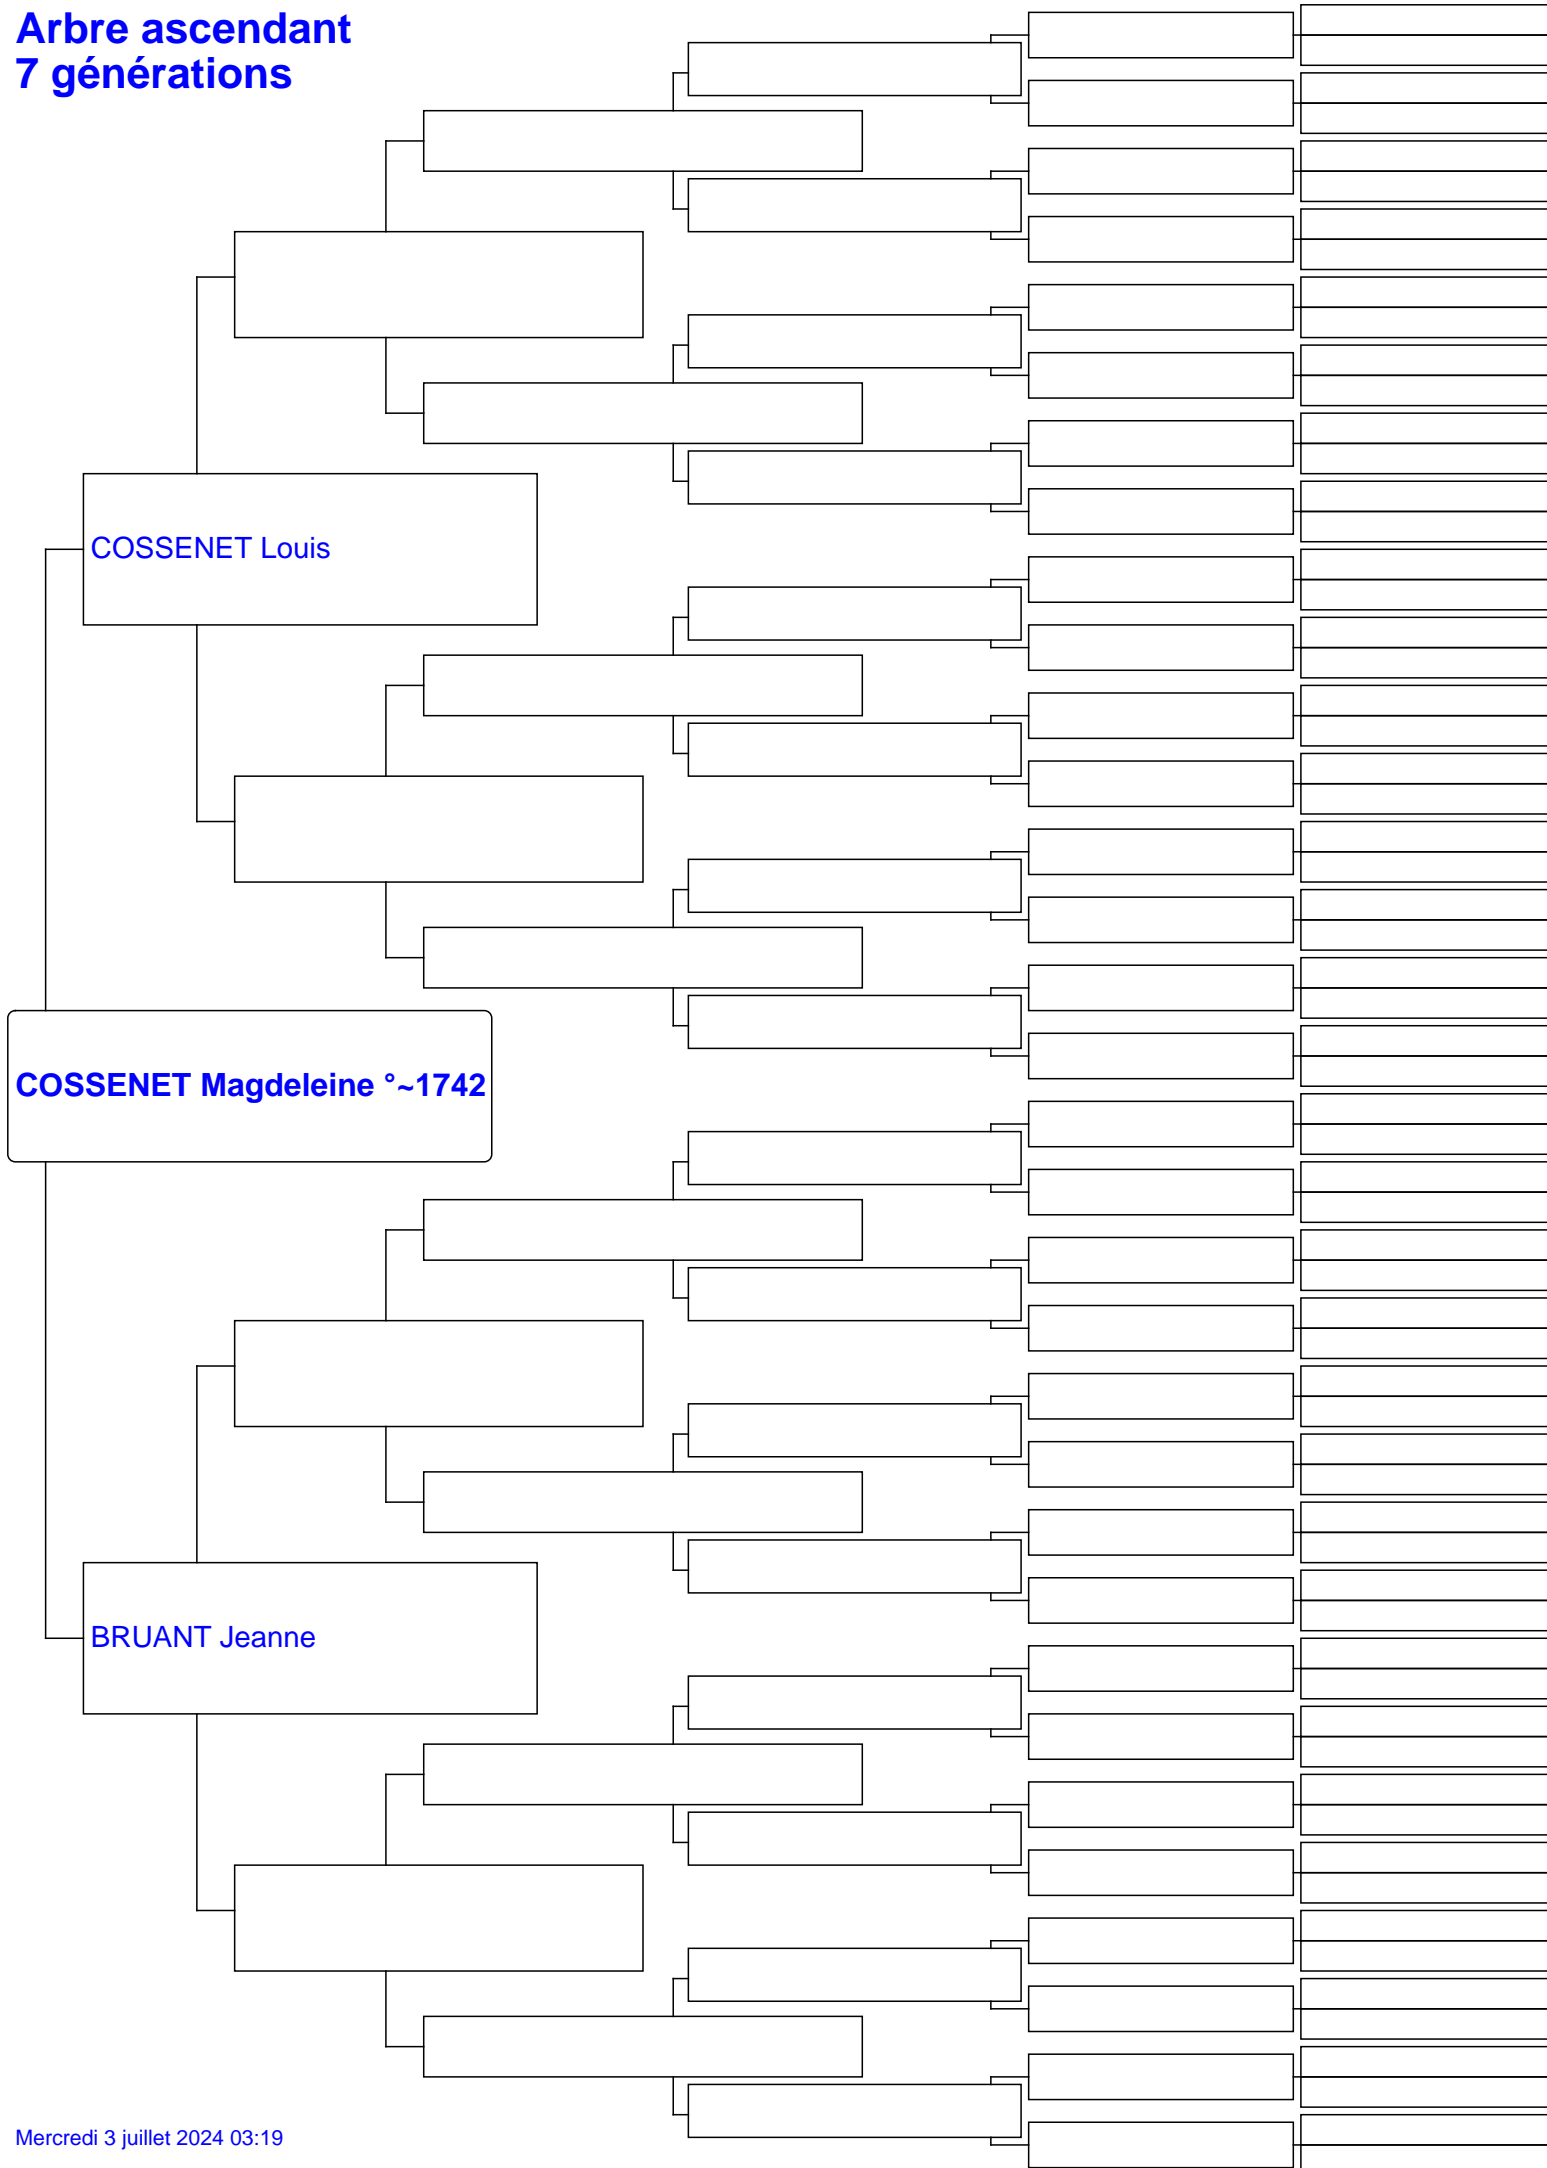 Arbre ascendant
7 générations
COSSENET Louis
COSSENET Magdeleine °~1742
BRUANT Jeanne
Mercredi 3 juillet 2024 03:19